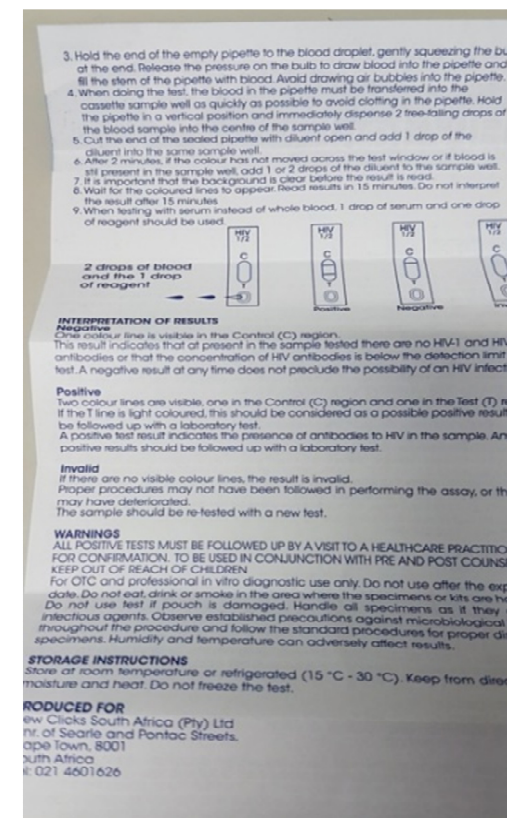 3. Hold the end of the empty pipette to the blood droplet, gently squeezing the bu
at the end. Release the pressure on the bulb to draw blood into the pipette and
fill the stem of the pipette with blood. Avoid drawing air bubbles into the pipette.
4. When doing the test, the blood in the pipette must be transferred into the
cassette sample well as quickly as possible to avoid clotting in the pipette. Hold
the pipette in a vertical position and immediately dispense 2 free-falling drops of
the blood sample into the centre of the sample well.
5. Cut the end of the sealed pipette with diluent open and add 1 drop of the
diluent into the same sample well.
6. After 2 minutes, if the colour has not moved across the test window or if blood is
still present in the sample well, add 1 or 2 drops of the diluent to the sample well.
7. It is important that the background is clear before the result is read.
8. Wait for the coloured lines to appear. Read results in 15 minutes. Do not interpret
the result after 15 minutes
9. When testing with serum instead of whole blood, 1 drop of serum and one drop
of reagent should be used.
HIV 1/2 HIV 1/2 HIV 1/2 HIV 1/2
C C C C
2 drops of blood
and the 1 drop
of reagent
Positive Negative Inv
INTERPRETATION OF RESULTS
Negative
One colour line is visible in the Control (C) region.
This result indicates that at present in the sample tested there are no HIV-1 and HIV
antibodies or that the concentration of HIV antibodies is below the detection limit
test. A negative result at any time does not preclude the possibility of an HIV infect
Positive
Two colour lines are visible, one in the Control (C) region and one in the Test (T) re
If the T line is light coloured, this should be considered as a possible positive result
be followed up with a laboratory test.
A positive test result indicates the presence of antibodies to HIV in the sample. An
positive results should be followed up with a laboratory test.
Invalid
If there are no visible colour lines, the result is invalid.
Proper procedures may not have been followed in performing the assay, or th
may have deteriorated.
The sample should be re-tested with a new test.
WARNINGS
ALL POSITIVE TESTS MUST BE FOLLOWED UP BY A VISIT TO A HEALTHCARE PRACTITIO
FOR CONFIRMATION. TO BE USED IN CONJUNCTION WITH PRE AND POST COUNS
KEEP OUT OF REACH OF CHILDREN
For OTC and professional in vitro diagnostic use only. Do not use after the exp
date. Do not eat, drink or smoke in the area where the specimens or kits are ha
Do not use test if pouch is damaged. Handle all specimens as if they
infectious agents. Observe established precautions against microbiological
throughout the procedure and follow the standard procedures for proper dis
specimens. Humidity and temperature can adversely affect results.
STORAGE INSTRUCTIONS
Store at room temperature or refrigerated (15 °C - 30 °C). Keep from direc
moisture and heat. Do not freeze the test.
RODUCED FOR
ew Clicks South Africa (Pty) Ltd
nr. of Searle and Pontac Streets,
ape Town, 8001
outh Africa
l: 021 4601626